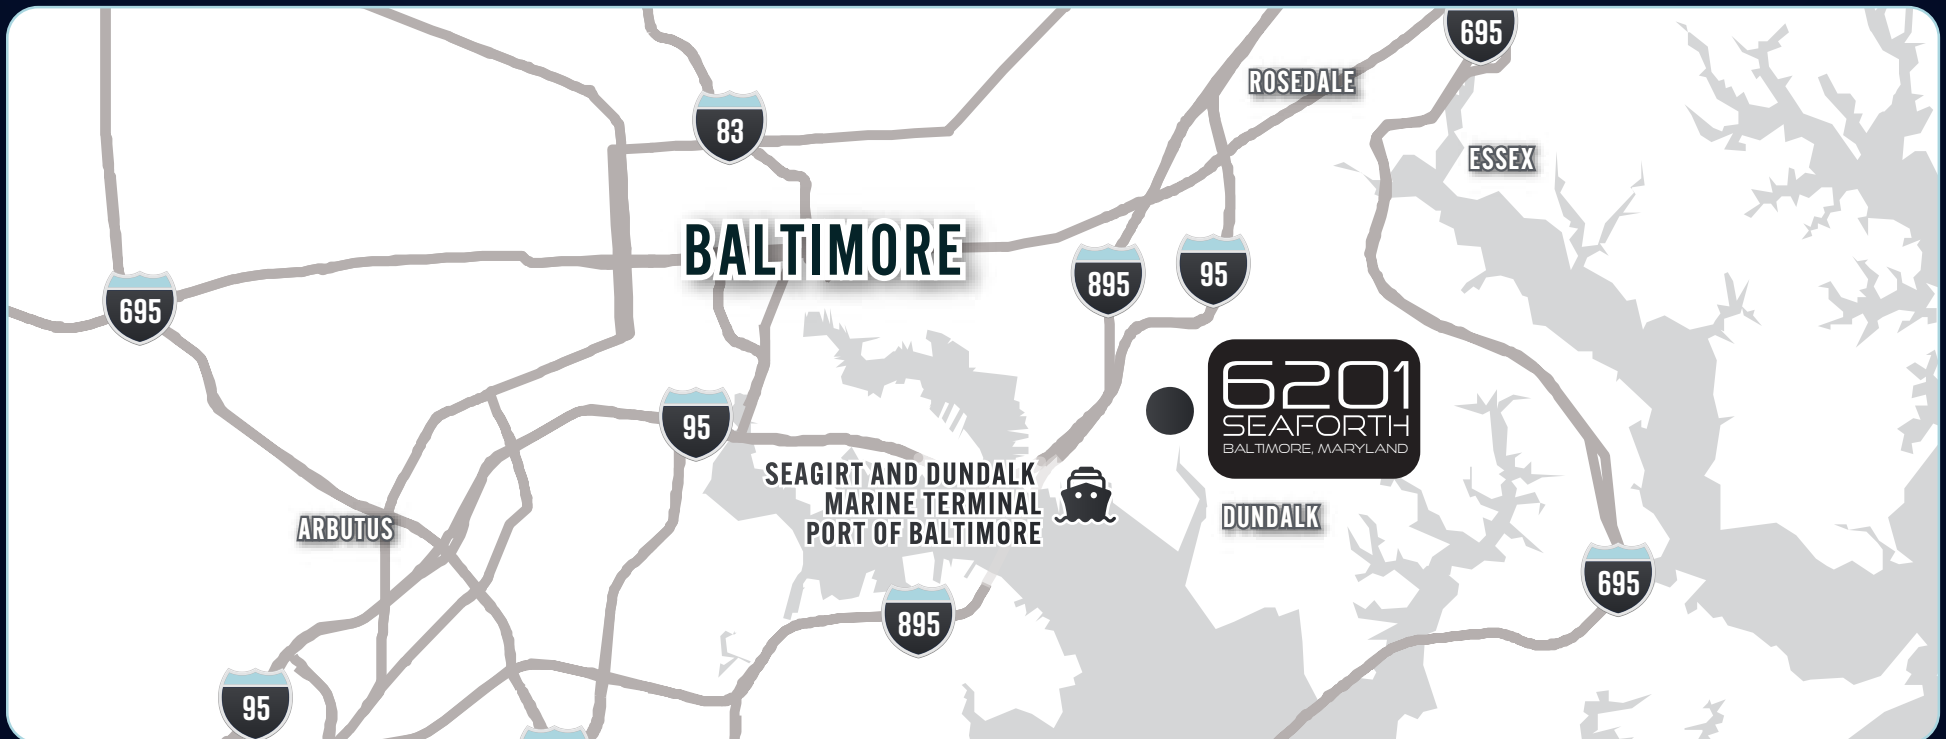 695
ROSEDALE
83
ESSEX
BALTIMORE
895
95
695
6201
SEAFORTH
BALTIMORE, MARYLAND
95
SEAGIRT AND DUNDALK
MARINE TERMINAL
PORT OF BALTIMORE
ARBUTUS
DUNDALK
695
895
95